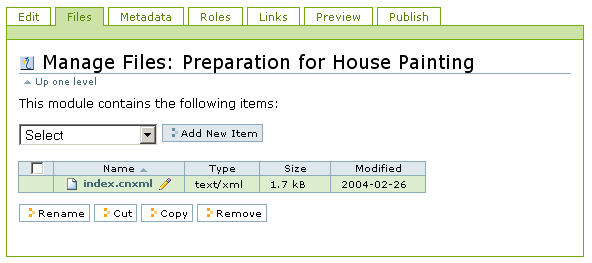 Edit Files Metadata Roles Links Preview Publish
Manage Files: Preparation for House Painting
Up one level
This module contains the following items:
Select Add New Item
Name Type Size Modified
index.cnxml text/xml 1.7 kB 2004-02-26
Rename Cut Copy Remove